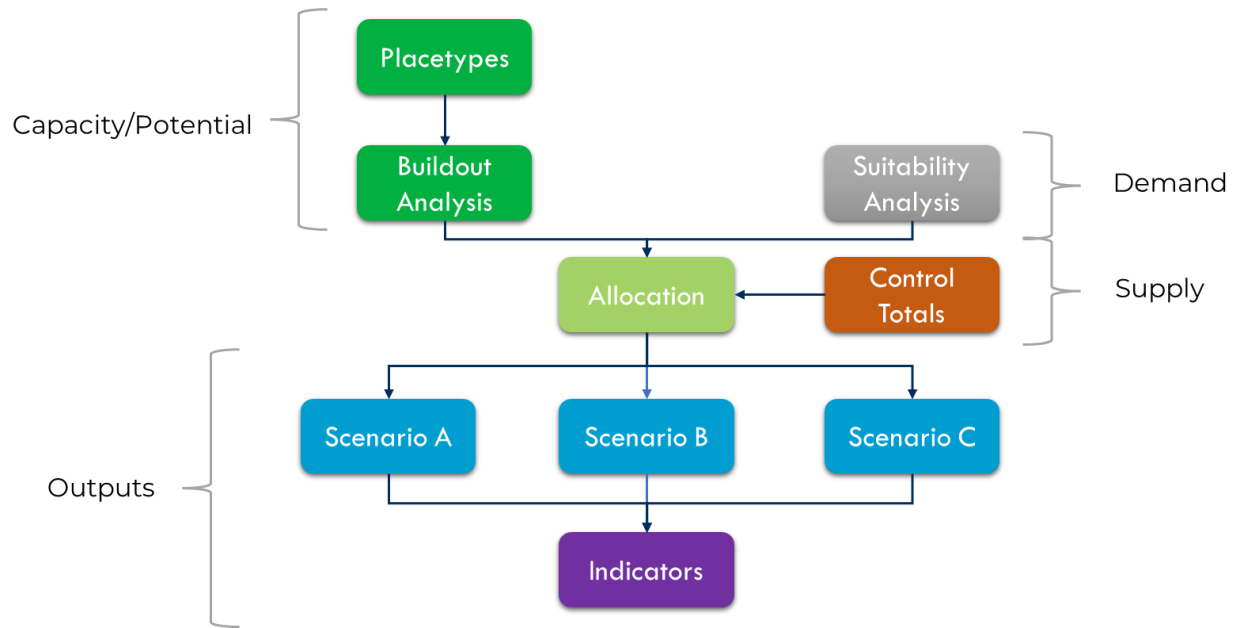 Placetypes
Capacity/Potential
Buildout
Analysis
Suitability
Analysis
Demand
Allocation
Control
Totals
Supply
Scenario A
Scenario B
Scenario C
Outputs
Indicators